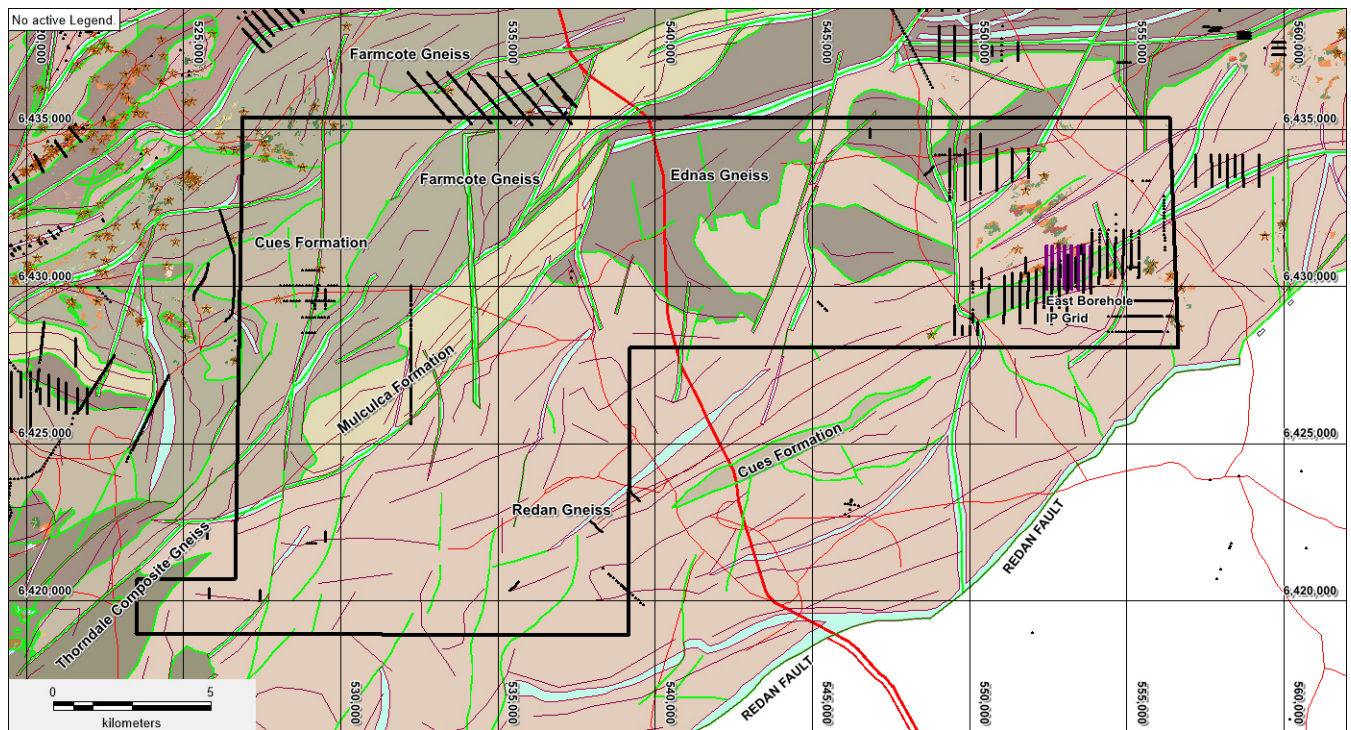 No active Legend.
525,000
535,000
540,000
545,000
550,000
555,000
560,000
Farmcote Gneiss
6,435,000
6,435,000
Farmcote Gneiss
Ednas Gneiss
Cues Formation
6,430,000
6,430,000
East Borehole
IP Grid
Mulculca Formation
6,425,000
6,425,000
Cues Formation
Redan Gneiss
REDAN FAULT
Thorndale Composite Gneiss
6,420,000
6,420,000
REDAN FAULT
0
5
kilometers
530,000
535,000
540,000
545,000
550,000
555,000
560,000